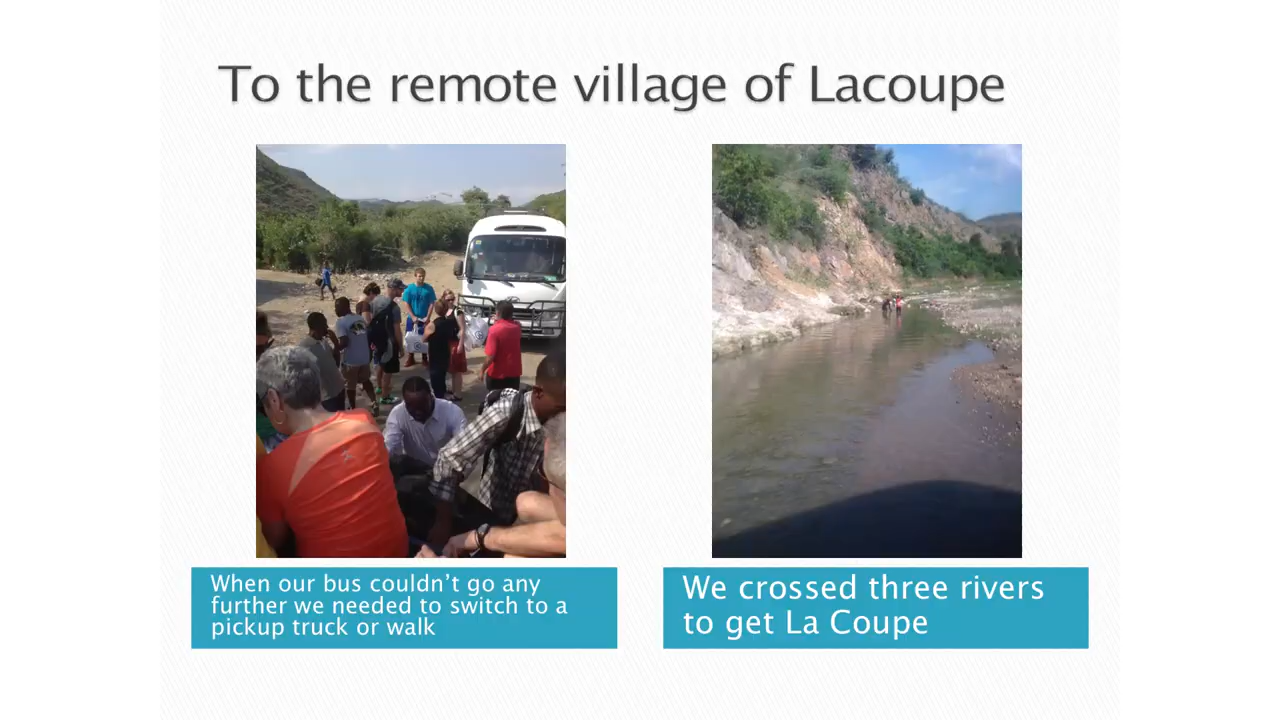 To the remote village of Lacoupe
When our bus couldn’t go any
further we needed to switch to a
pickup truck or walk
We crossed three rivers
to get La Coupe